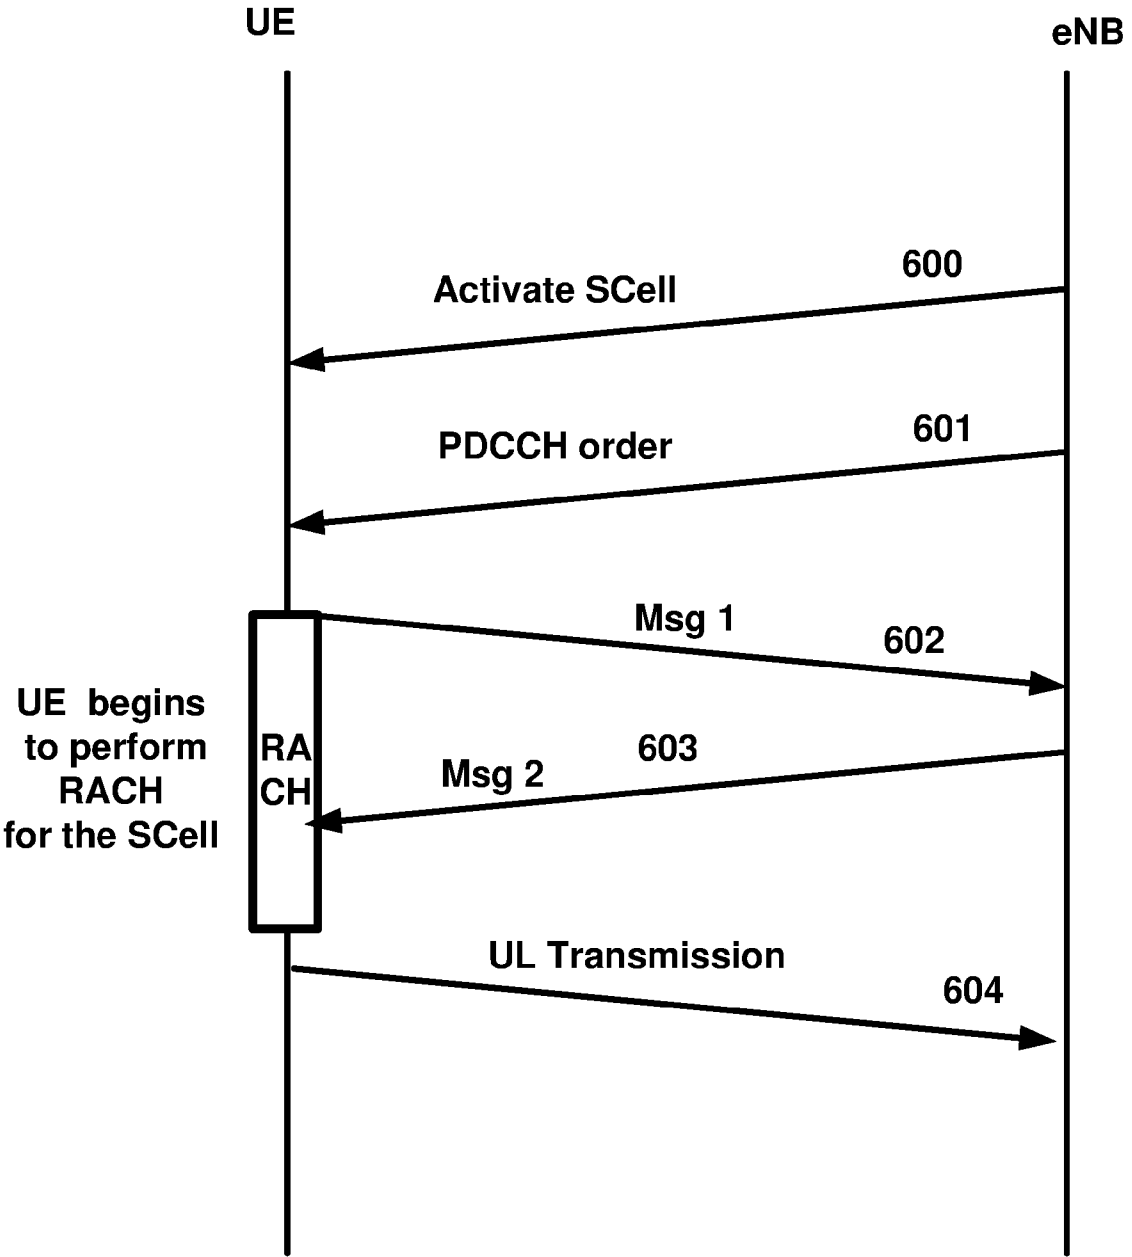 UE
eNB
600
Activate SCell
601
PDCCH order
Msg 1
602
UE begins
to perform
RACH
for the SCell
RA
CH
603
Msg 2
UL Transmission
604